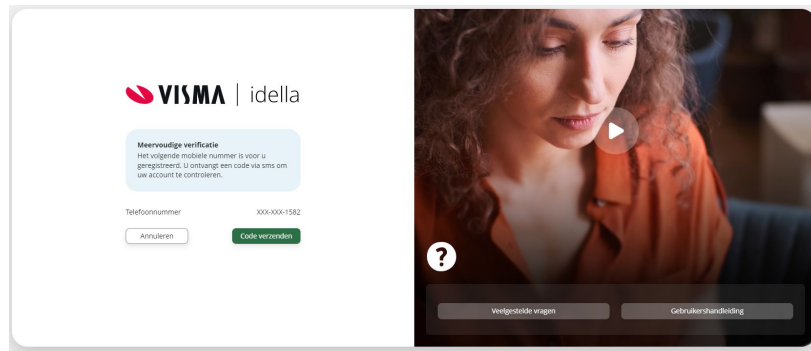 VISMA | idella
Meervoudige verificatie
Het volgende mobiele nummer is voor u
geregistreerd. U ontvangt een code via sms om
uw account te controleren.
Telefoonnummer XXX-XXX-1582
Annuleren Code verzenden
?
Veelgestelde vragen Gebruikershandleiding